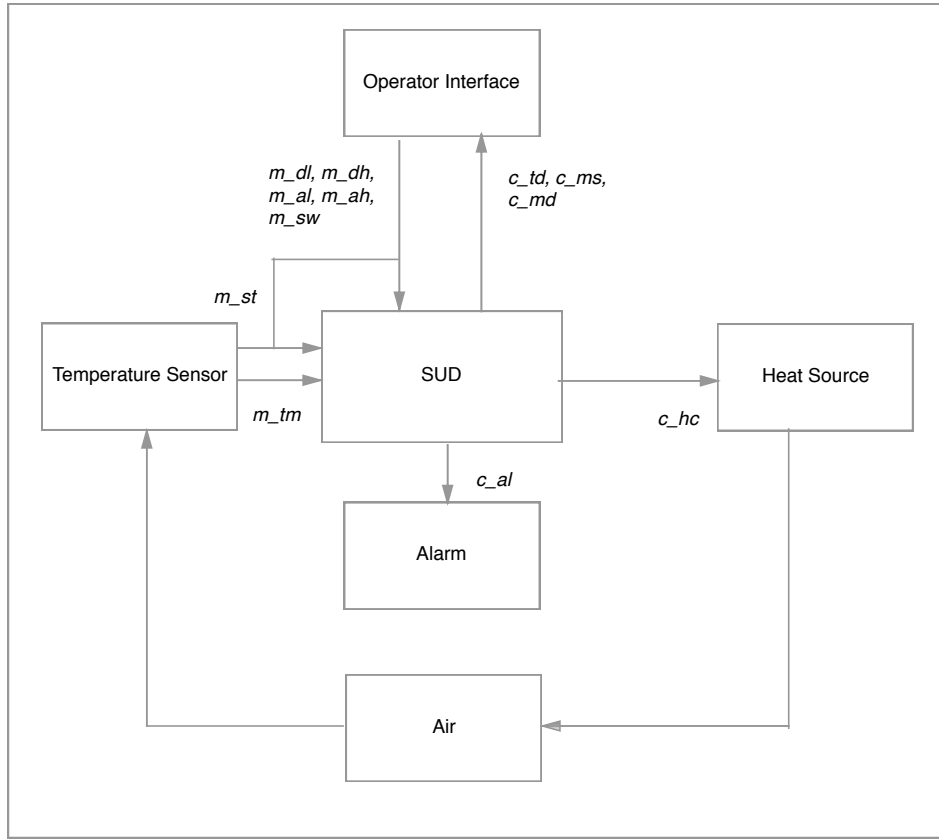 Operator Interface
m_dl, m_dh,
m_al, m_ah,
m_sw
c_td, c_ms,
c_md
m_st
Temperature Sensor
SUD
Heat Source
m_tm
c_hc
c_al
Alarm
Air